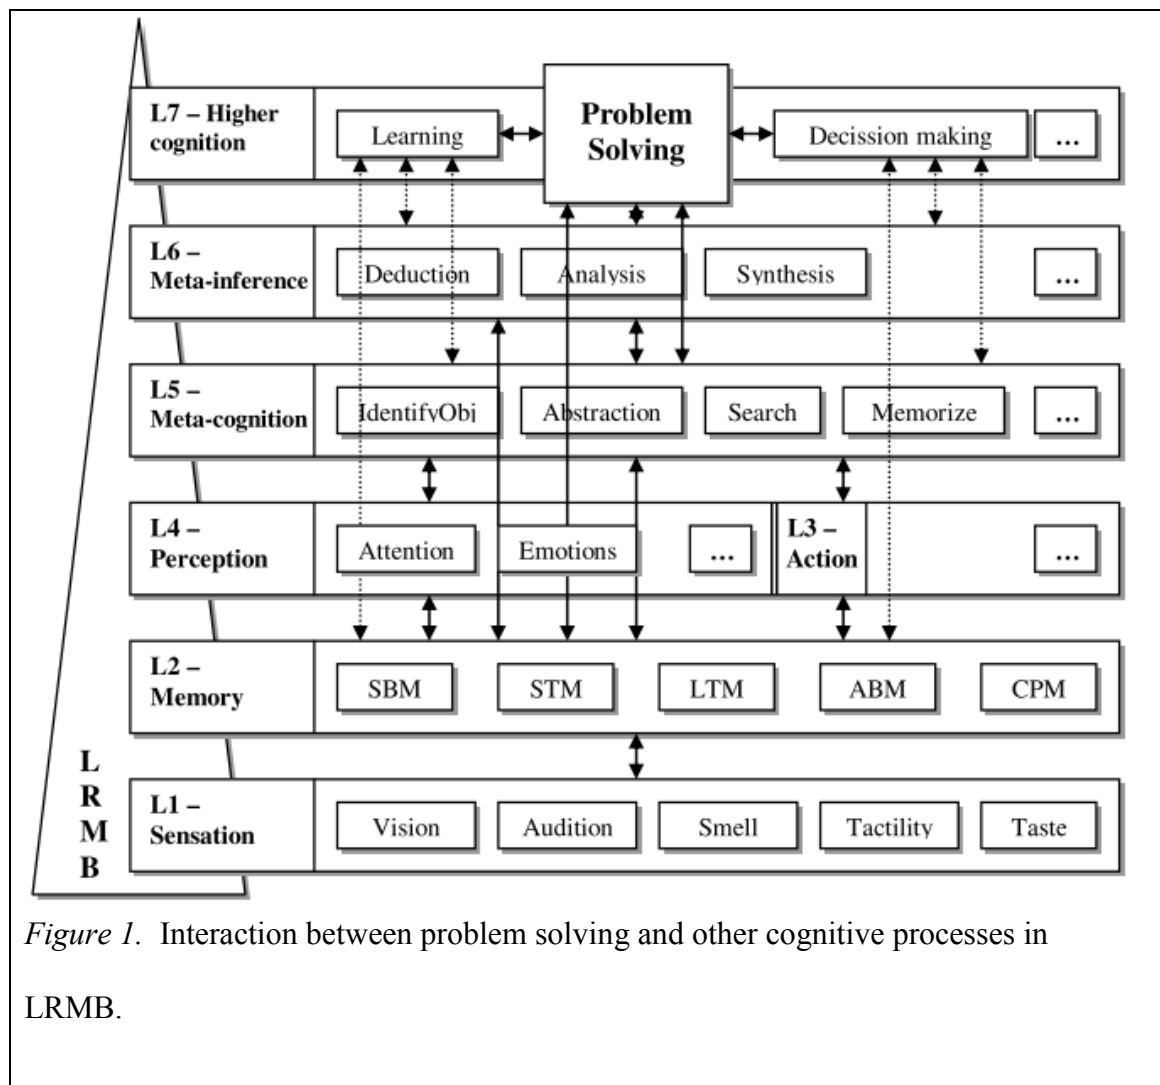 L7 – Higher
cognition
Learning
Problem
Solving
Decission making
...
L6 –
Meta-inference
Deduction
Analysis
Synthesis
...
L5 –
Meta-cognition
IdentifyObj
Abstraction
Search
Memorize
...
L4 –
Perception
Attention
Emotions
...
L3 –
Action
...
L2 –
Memory
SBM
STM
LTM
ABM
CPM
L
R
M
B
L1 –
Sensation
Vision
Audition
Smell
Tactility
Taste
Figure 1. Interaction between problem solving and other cognitive processes in
LRMB.